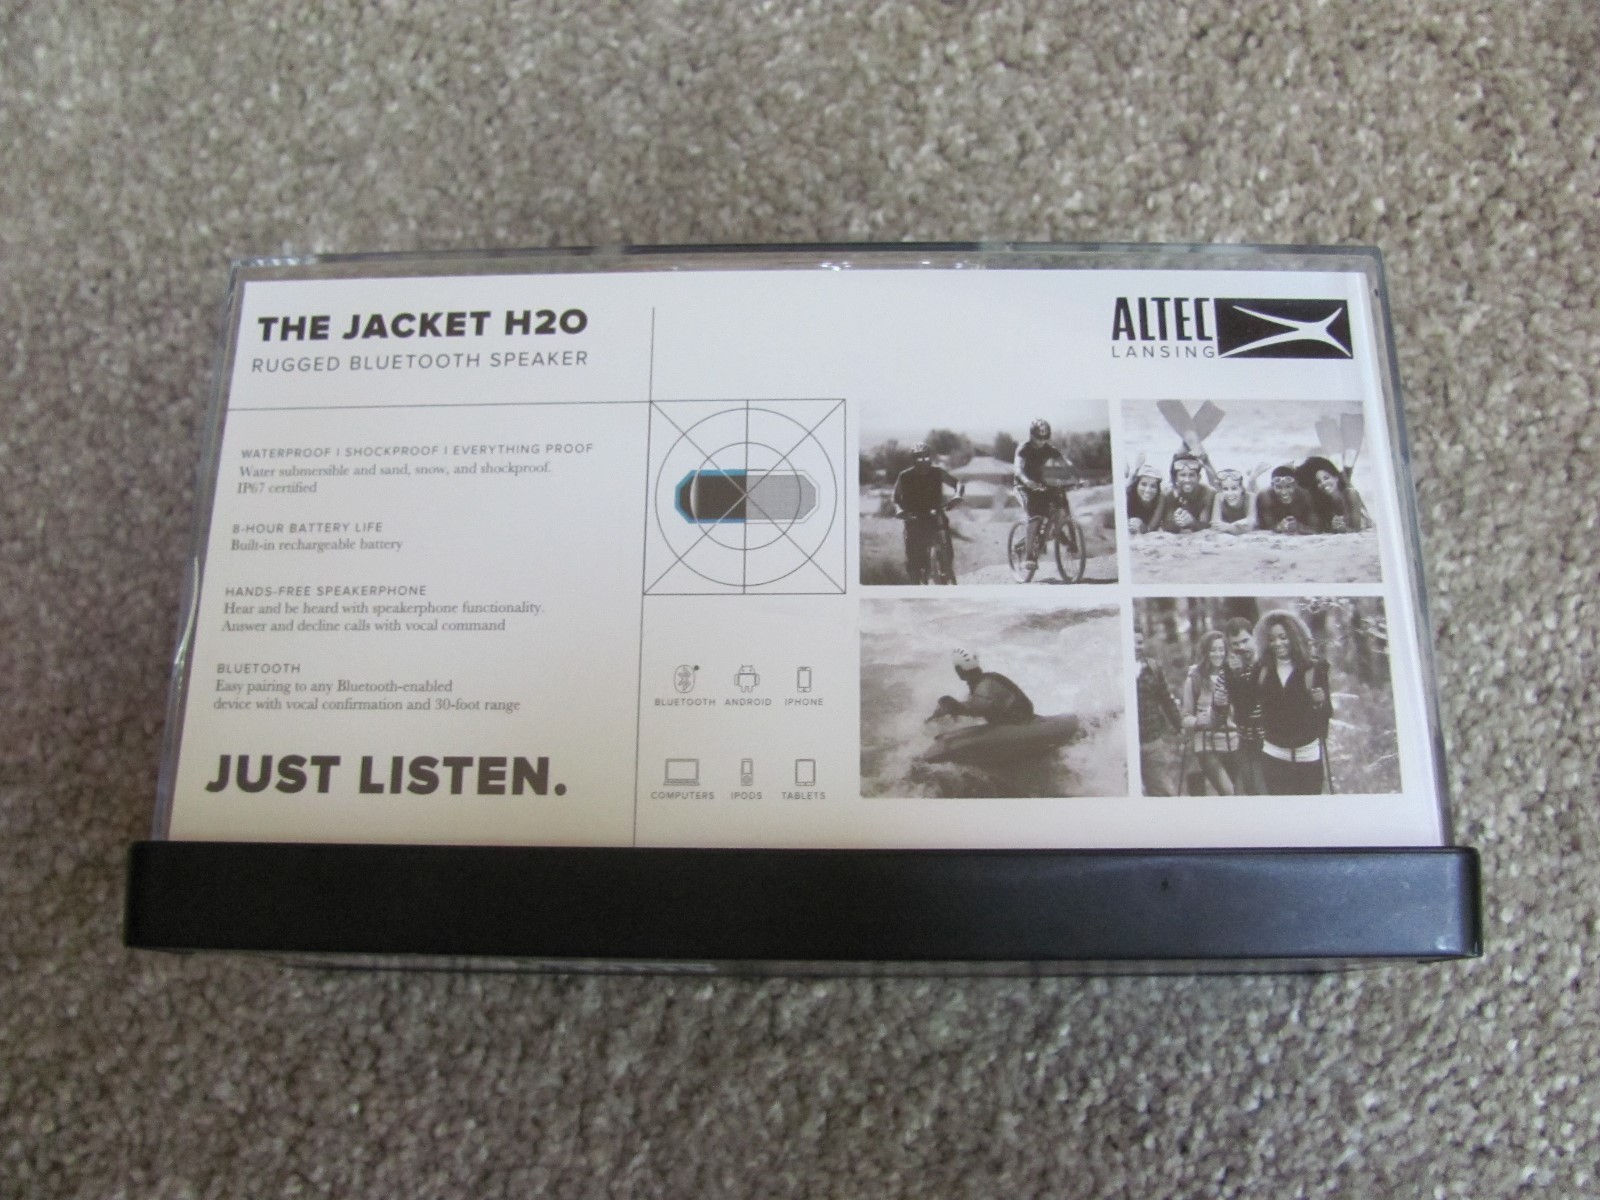 THE JACKET H2O
RUGGED BLUETOOTH SPEAKER
ALTEC
LANSING
WATERPROOF | SHOCKPROOF | EVERYTHING PROOF
Water submersible and sand, snow, and shockproof.
IP67 certified
8-HOUR BATTERY LIFE
Built-in rechargeable battery
HANDS-FREE SPEAKERPHONE
Hear and be heard with speakerphone functionality.
Answer and decline calls with vocal command
BLUETOOTH
Easy pairing to any Bluetooth-enabled
device with vocal confirmation and 30-foot range
JUST LISTEN.
BLUETOOTH ANDROID IPHONE
COMPUTERS IPODS TABLETS